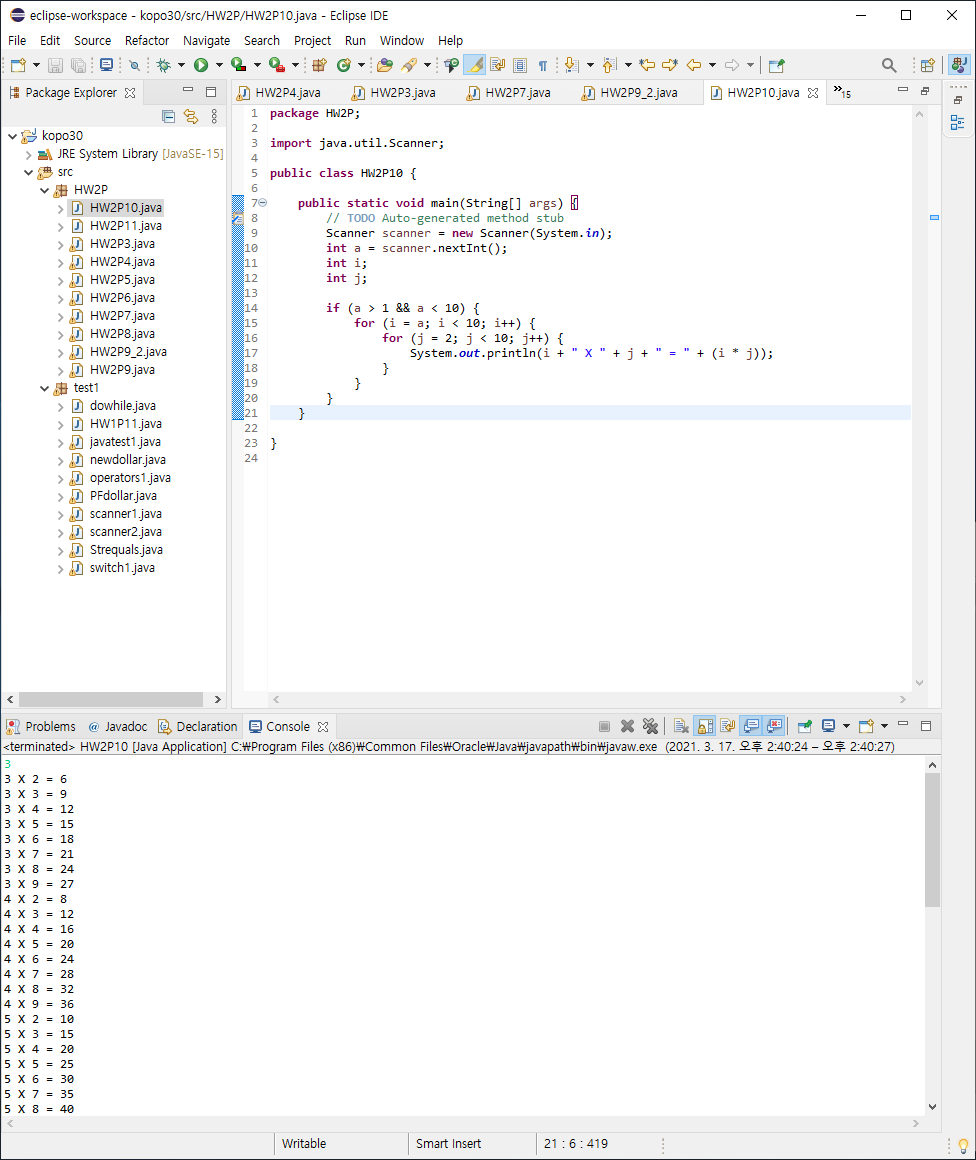 eclipse-workspace - kopo30/src/HW2P/HW2P10.java - Eclipse IDE
File Edit Source Refactor Navigate Search Project Run Window Help
Package Explorer
HW2P4.java HW2P3.java HW2P7.java HW2P9_2.java HW2P10.java »15
kopo30
JRE System Library [JavaSE-15]
src
HW2P
HW2P10.java
HW2P11.java
HW2P3.java
HW2P4.java
HW2P5.java
HW2P6.java
HW2P7.java
HW2P8.java
HW2P9_2.java
HW2P9.java
test1
dowhile.java
HW1P11.java
javatest1.java
newdollar.java
operators1.java
PFdollar.java
scanner1.java
scanner2.java
Strequals.java
switch1.java
1 package HW2P;
2
3 import java.util.Scanner;
4
5 public class HW2P10 {
6
7 public static void main(String[] args) {
8 // TODO Auto-generated method stub
9 Scanner scanner = new Scanner(System.in);
10 int a = scanner.nextInt();
11 int i;
12 int j;
13
14 if (a > 1 && a < 10) {
15 for (i = a; i < 10; i++) {
16 for (j = 2; j < 10; j++) {
17 System.out.println(i + " X " + j + " = " + (i * j));
18 }
19 }
20 }
21 }
22
23 }
24
Problems @ Javadoc Declaration Console
<terminated> HW2P10 [Java Application] C:₩Program Files (x86)₩Common Files₩Oracle₩Java₩javapath₩bin₩javaw.exe (2021. 3. 17. 오후 2:40:24 – 오후 2:40:27)
3
3 X 2 = 6
3 X 3 = 9
3 X 4 = 12
3 X 5 = 15
3 X 6 = 18
3 X 7 = 21
3 X 8 = 24
3 X 9 = 27
4 X 2 = 8
4 X 3 = 12
4 X 4 = 16
4 X 5 = 20
4 X 6 = 24
4 X 7 = 28
4 X 8 = 32
4 X 9 = 36
5 X 2 = 10
5 X 3 = 15
5 X 4 = 20
5 X 5 = 25
5 X 6 = 30
5 X 7 = 35
5 X 8 = 40
Writable Smart Insert 21 : 6 : 419